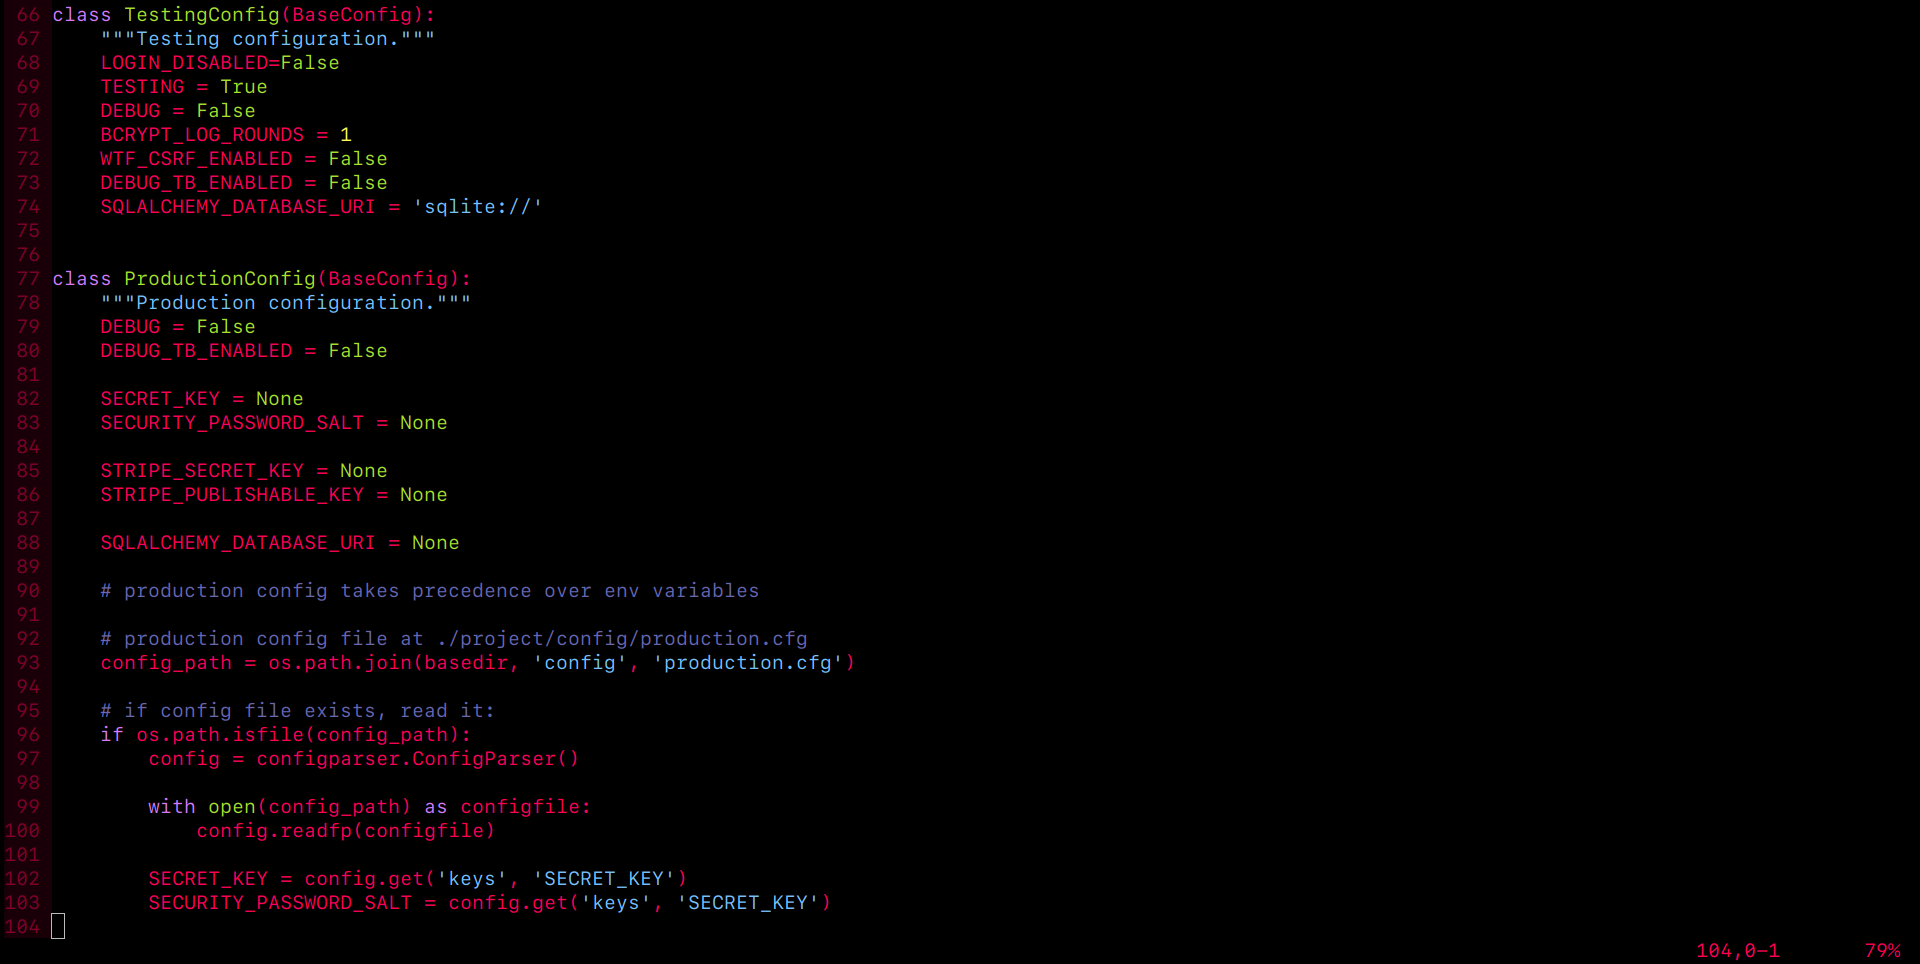 66 class TestingConfig(BaseConfig):
67     """Testing configuration."""
68     LOGIN_DISABLED=False
69     TESTING = True
70     DEBUG = False
71     BCRYPT_LOG_ROUNDS = 1
72     WTF_CSRF_ENABLED = False
73     DEBUG_TB_ENABLED = False
74     SQLALCHEMY_DATABASE_URI = 'sqlite://'
75
76
77 class ProductionConfig(BaseConfig):
78     """Production configuration."""
79     DEBUG = False
80     DEBUG_TB_ENABLED = False
81
82     SECRET_KEY = None
83     SECURITY_PASSWORD_SALT = None
84
85     STRIPE_SECRET_KEY = None
86     STRIPE_PUBLISHABLE_KEY = None
87
88     SQLALCHEMY_DATABASE_URI = None
89
90     # production config takes precedence over env variables
91
92     # production config file at ./project/config/production.cfg
93     config_path = os.path.join(basedir, 'config', 'production.cfg')
94
95     # if config file exists, read it:
96     if os.path.isfile(config_path):
97         config = configparser.ConfigParser()
98
99         with open(config_path) as configfile:
100             config.readfp(configfile)
101
102         SECRET_KEY = config.get('keys', 'SECRET_KEY')
103         SECURITY_PASSWORD_SALT = config.get('keys', 'SECRET_KEY')
104
104,0-1 79%